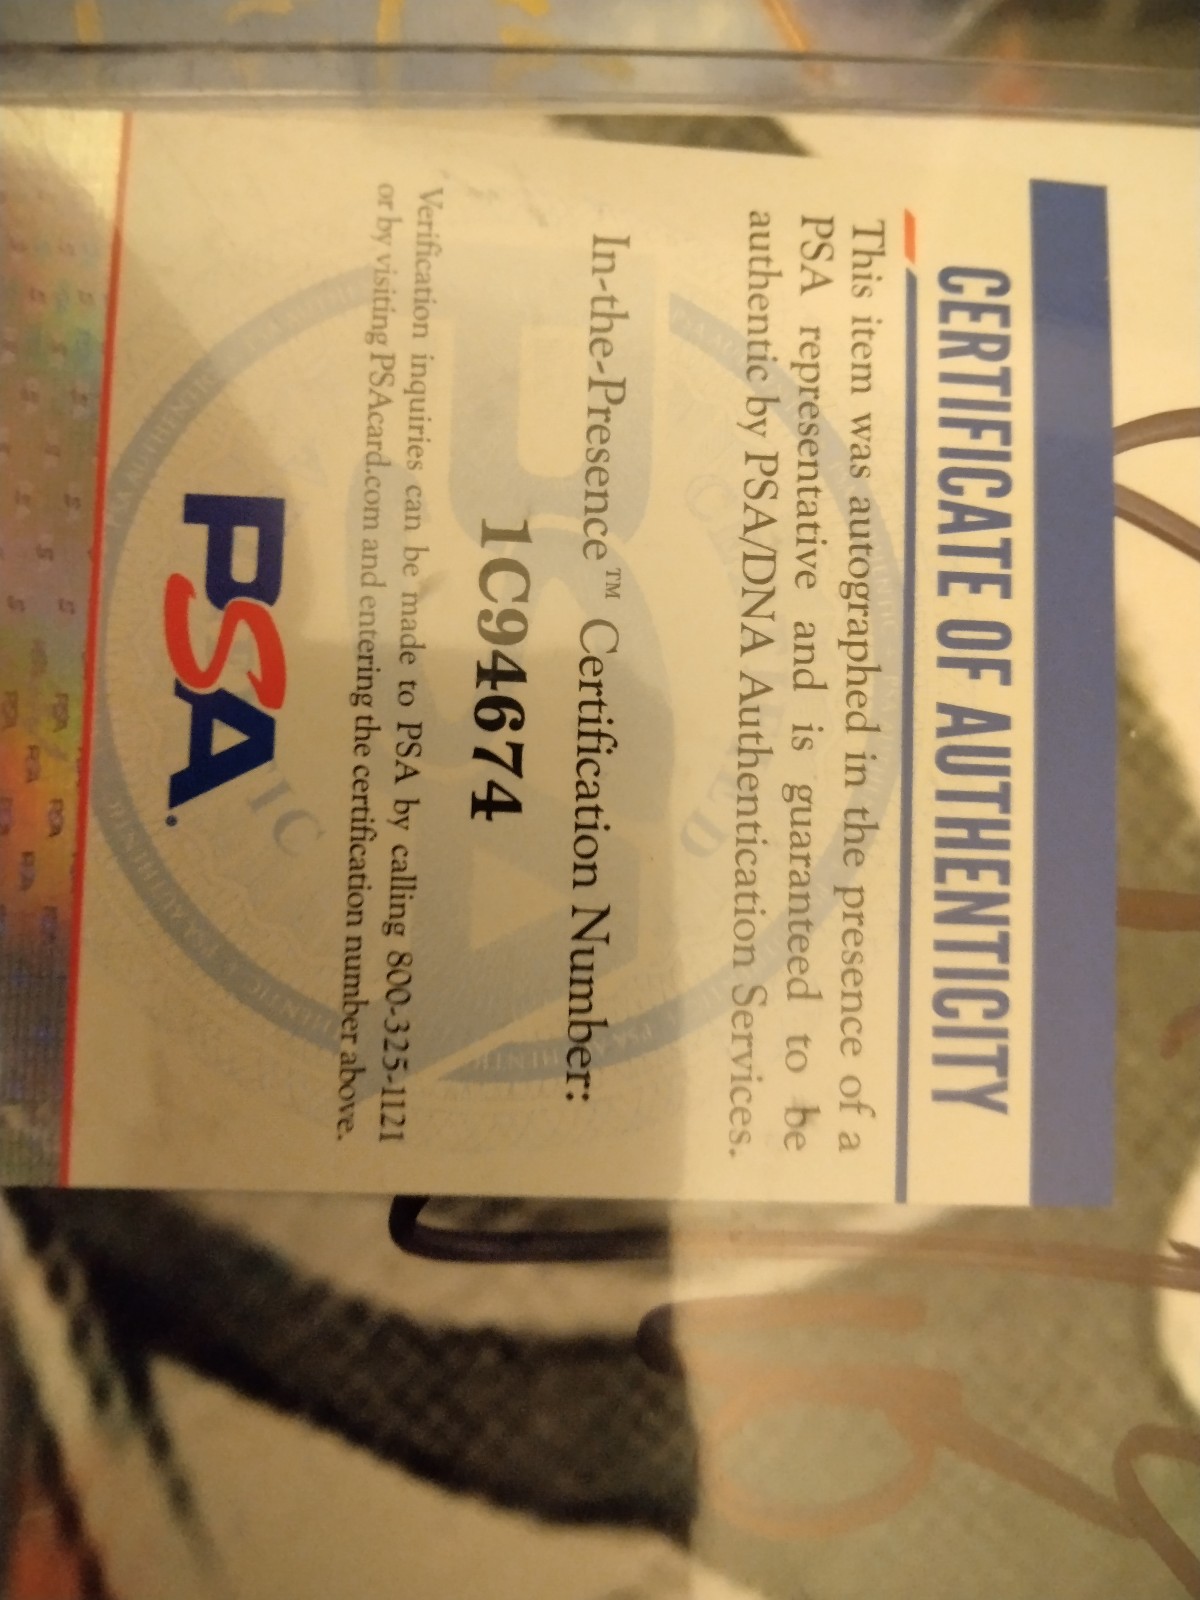 CERTIFICATE OF AUTHENTICITY
This item was autographed in the presence of a
PSA representative and is guaranteed to be
authentic by PSA/DNA Authentication Services.
In-the-Presence™ Certification Number:
1C94674
Verification inquiries can be made to PSA by calling 800-325-1121
or by visiting PSAcard.com and entering the certification number above.
PSA